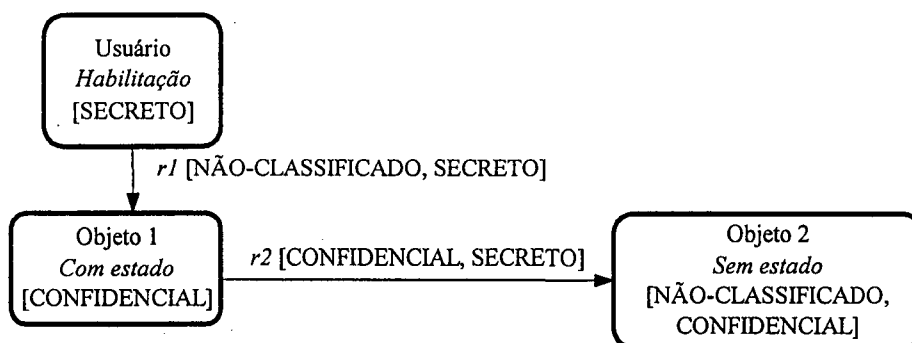 Usuário
Habilitação
[SECRETO]
r1 [NÃO-CLASSIFICADO, SECRETO]
Objeto 1
Com estado
[CONFIDENCIAL]
r2 [CONFIDENCIAL, SECRETO]
Objeto 2
Sem estado
[NÃO-CLASSIFICADO,
CONFIDENCIAL]